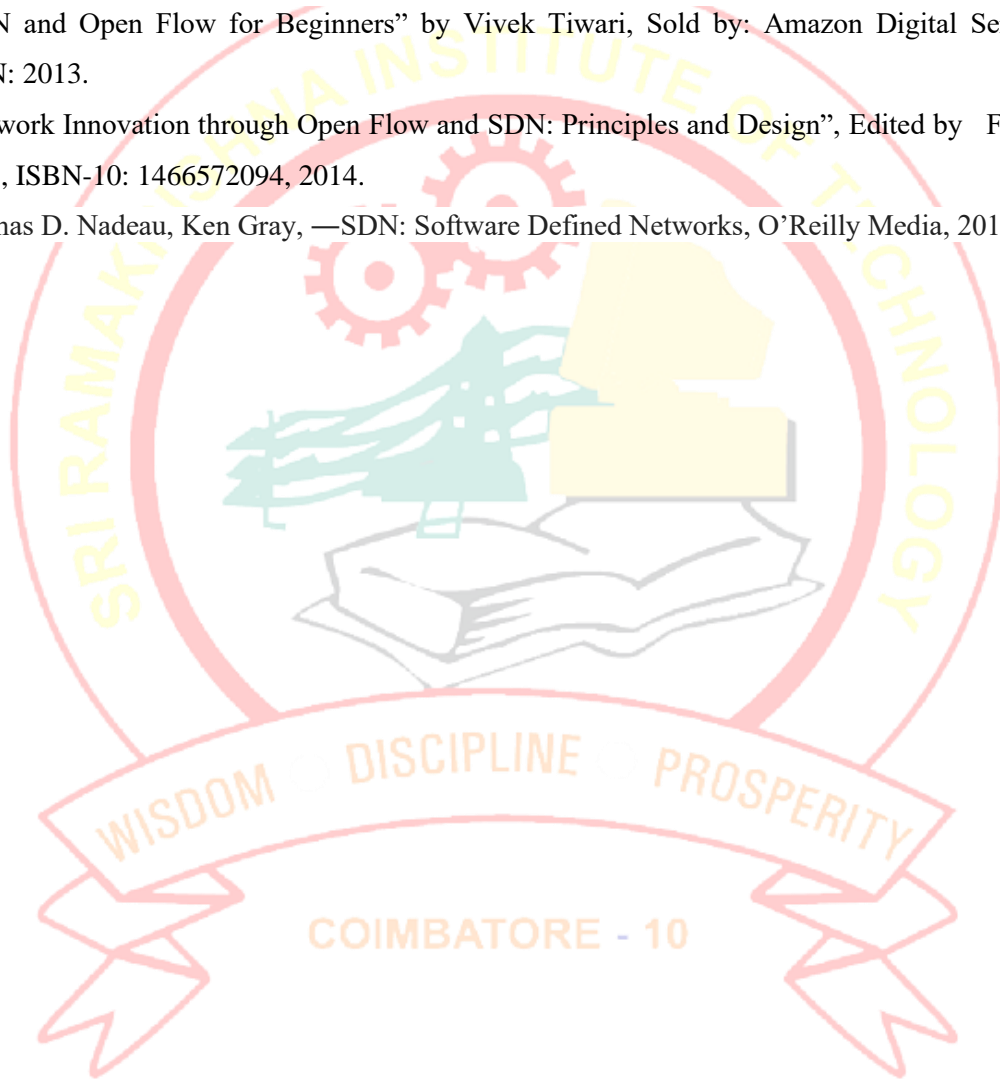 N and Open Flow for Beginners” by Vivek Tiwari, Sold by: Amazon Digital Se
N: 2013.
work Innovation through Open Flow and SDN: Principles and Design”, Edited by F
, ISBN-10: 1466572094, 2014.
nas D. Nadeau, Ken Gray, ―SDN: Software Defined Networks, O’Reilly Media, 201
SRI RAMAKRISHNA INSTITUTE OF TECHNOLOGY
WISDOM DISCIPLINE PROSPERITY
COIMBATORE - 10